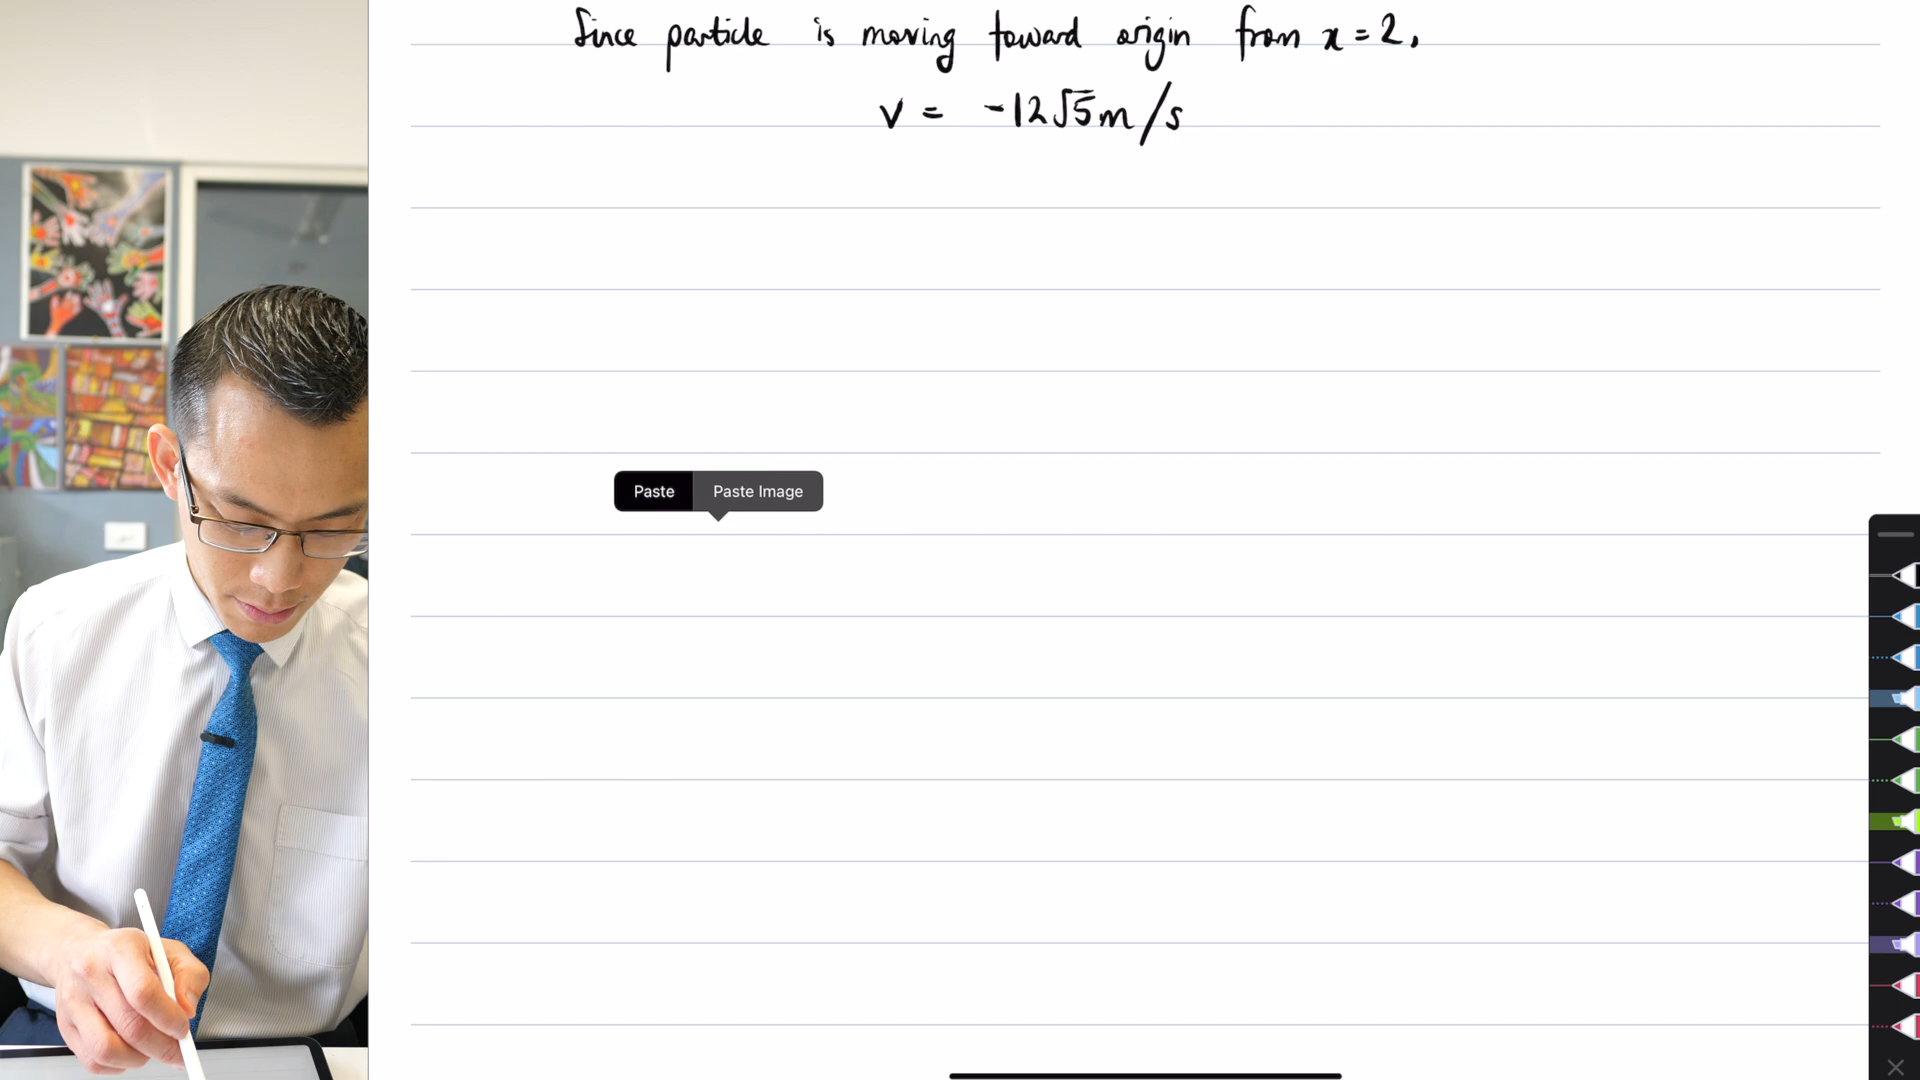 Since particle is moving toward origin from x = 2,
v = -12√5 m/s
Paste Paste Image